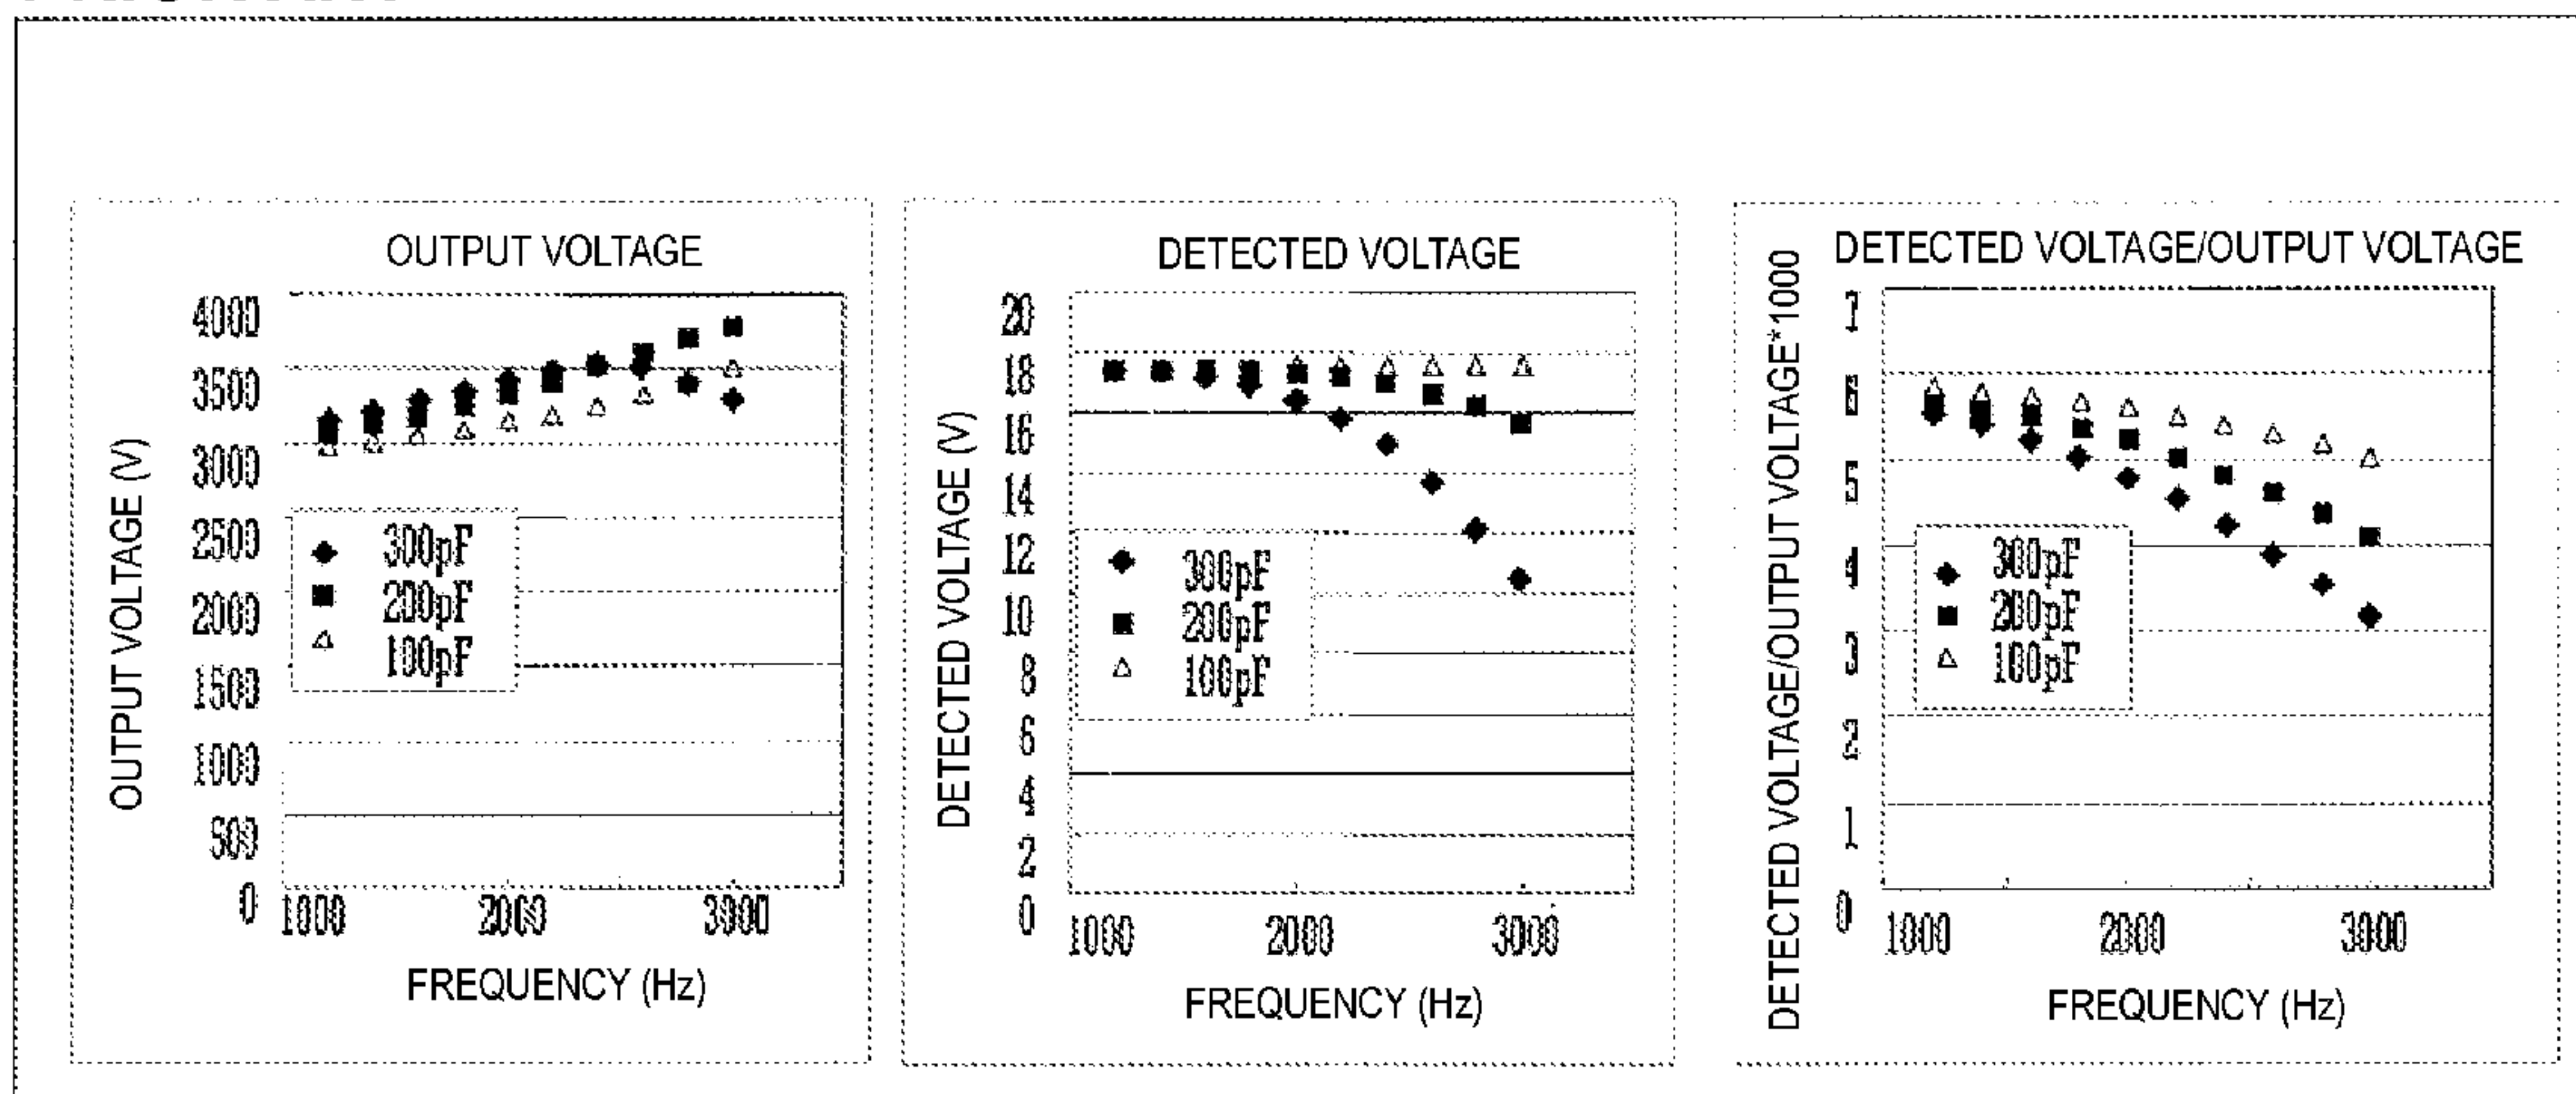 OUTPUT VOLTAGE
OUTPUT VOLTAGE (V)
4000
3500
3000
2500
2000
1500
1000
500
0
300pF
200pF
100pF
1000 2000 3000
FREQUENCY (Hz)
DETECTED VOLTAGE
DETECTED VOLTAGE (V)
20
18
16
14
12
10
8
6
4
2
0
300pF
200pF
100pF
1000 2000 3000
FREQUENCY (Hz)
DETECTED VOLTAGE/OUTPUT VOLTAGE
DETECTED VOLTAGE/OUTPUT VOLTAGE*1000
7
6
5
4
3
2
1
0
300pF
200pF
100pF
1000 2000 3000
FREQUENCY (Hz)